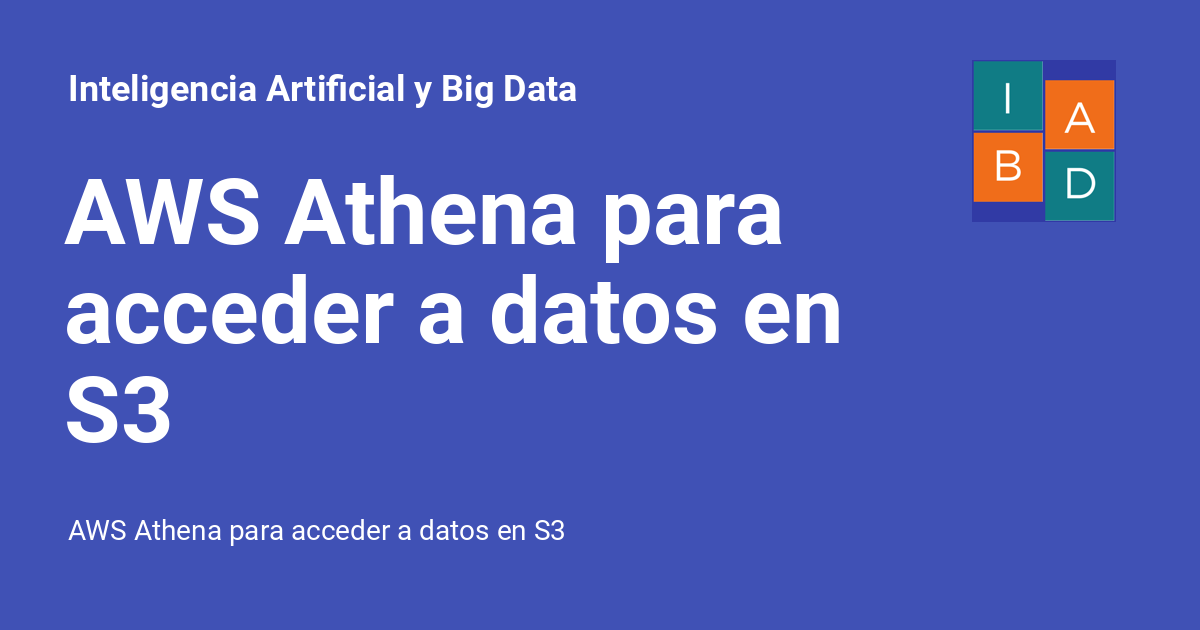 Inteligencia Artificial y Big Data
I A
B D
AWS Athena para
acceder a datos en
S3
AWS Athena para acceder a datos en S3